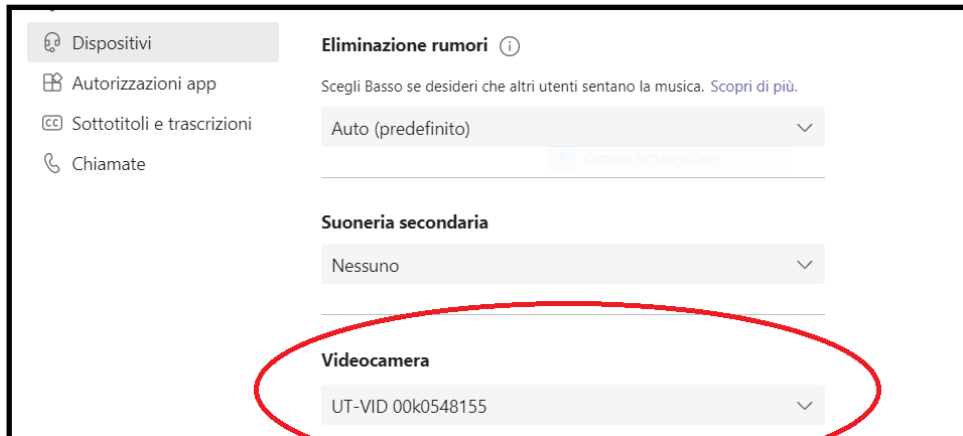 Dispositivi
Autorizzazioni app
CC Sottotitoli e trascrizioni
Chiamate
Eliminazione rumori
Scegli Basso se desideri che altri utenti sentano la musica. Scopri di più.
Auto (predefinito)
Cattura rettangolare
Suoneria secondaria
Nessuno
Videocamera
UT-VID 00k0548155